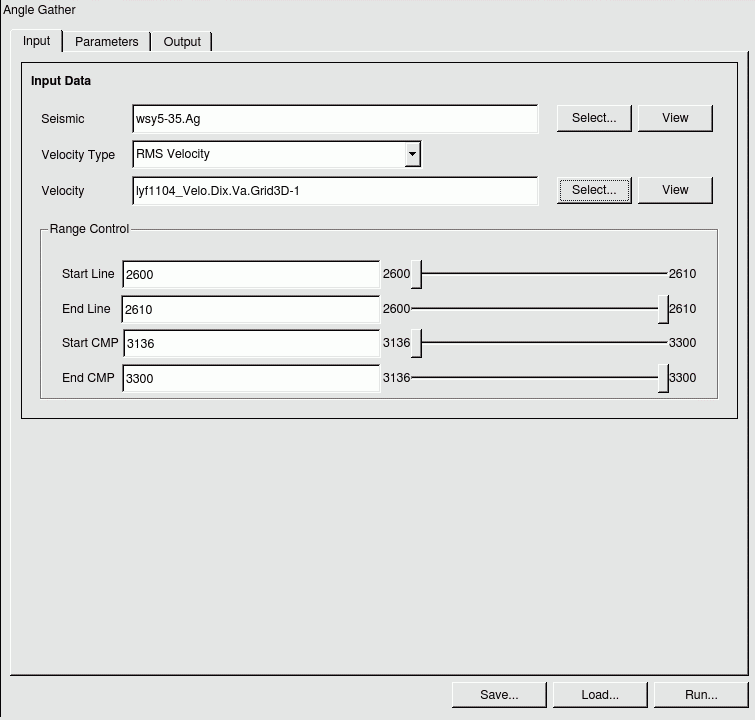 Angle Gather
Input Parameters Output
Input Data
Seismic wsy5-35.Ag Select... View
Velocity Type RMS Velocity
Velocity lyf1104_Velo.Dix.Va.Grid3D-1 Select... View
Range Control
Start Line 2600 2600 2610
End Line 2610 2600 2610
Start CMP 3136 3136 3300
End CMP 3300 3136 3300
Save... Load... Run...